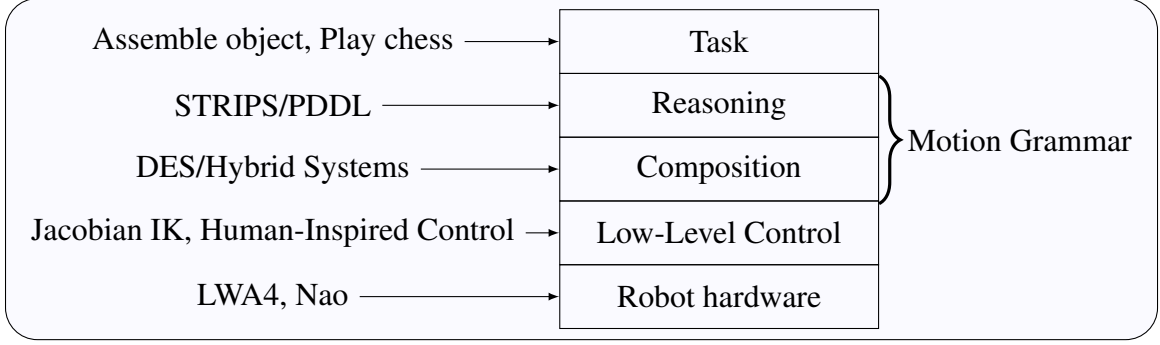 Assemble object, Play chess
Task
STRIPS/PDDL
Reasoning
DES/Hybrid Systems
Composition
Motion Grammar
Jacobian IK, Human-Inspired Control
Low-Level Control
LWA4, Nao
Robot hardware